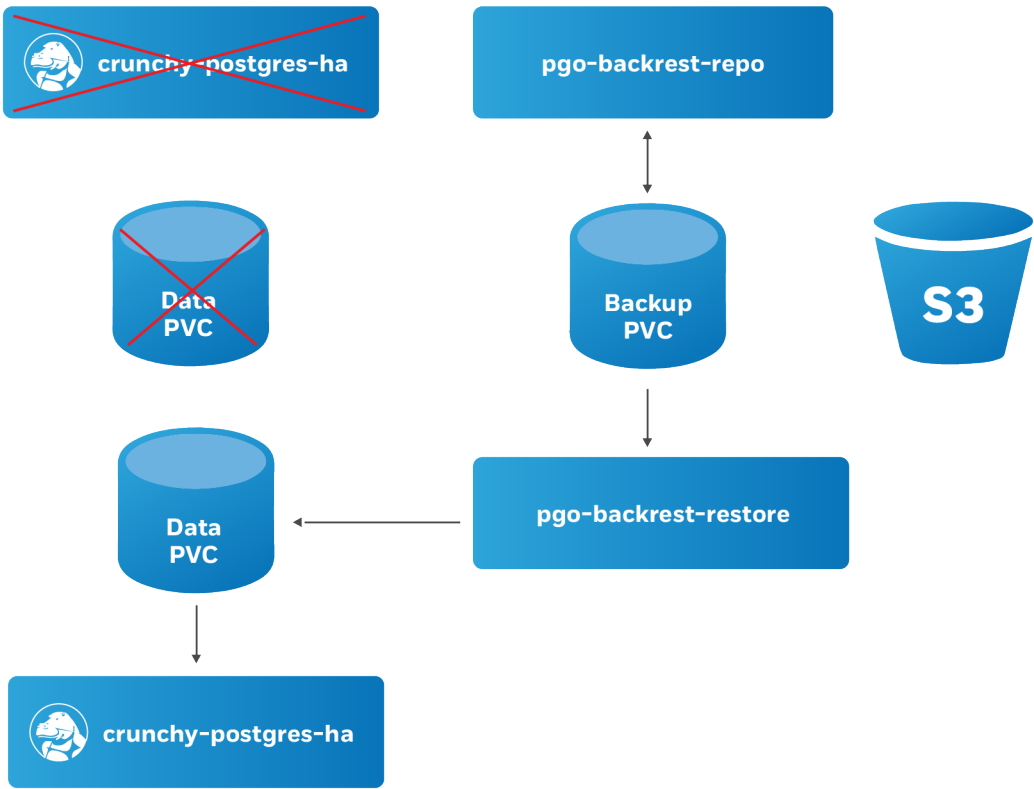 crunchy-postgres-ha
pgo-backrest-repo
Data
PVC
Backup
PVC
S3
Data
PVC
pgo-backrest-restore
crunchy-postgres-ha